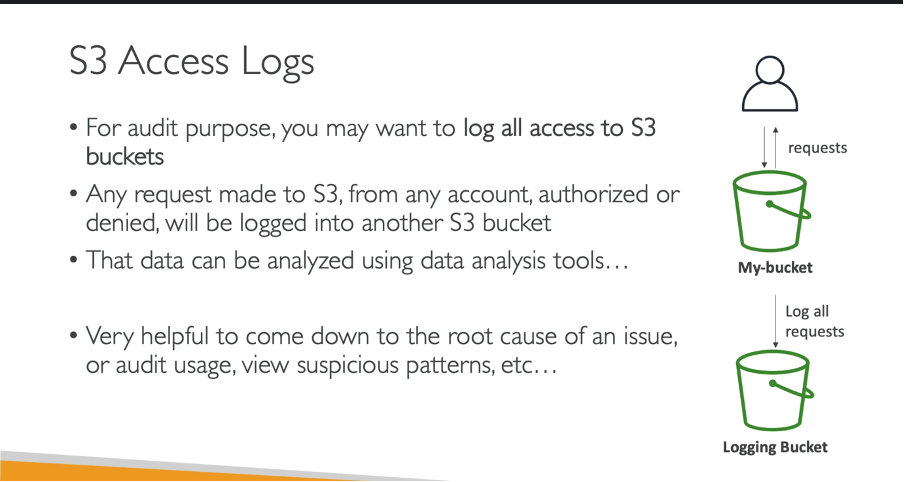 S3 Access Logs
• For audit purpose, you may want to log all access to S3
buckets
• Any request made to S3, from any account, authorized or
denied, will be logged into another S3 bucket
• That data can be analyzed using data analysis tools…
• Very helpful to come down to the root cause of an issue,
or audit usage, view suspicious patterns, etc…
requests
My-bucket
Log all
requests
Logging Bucket